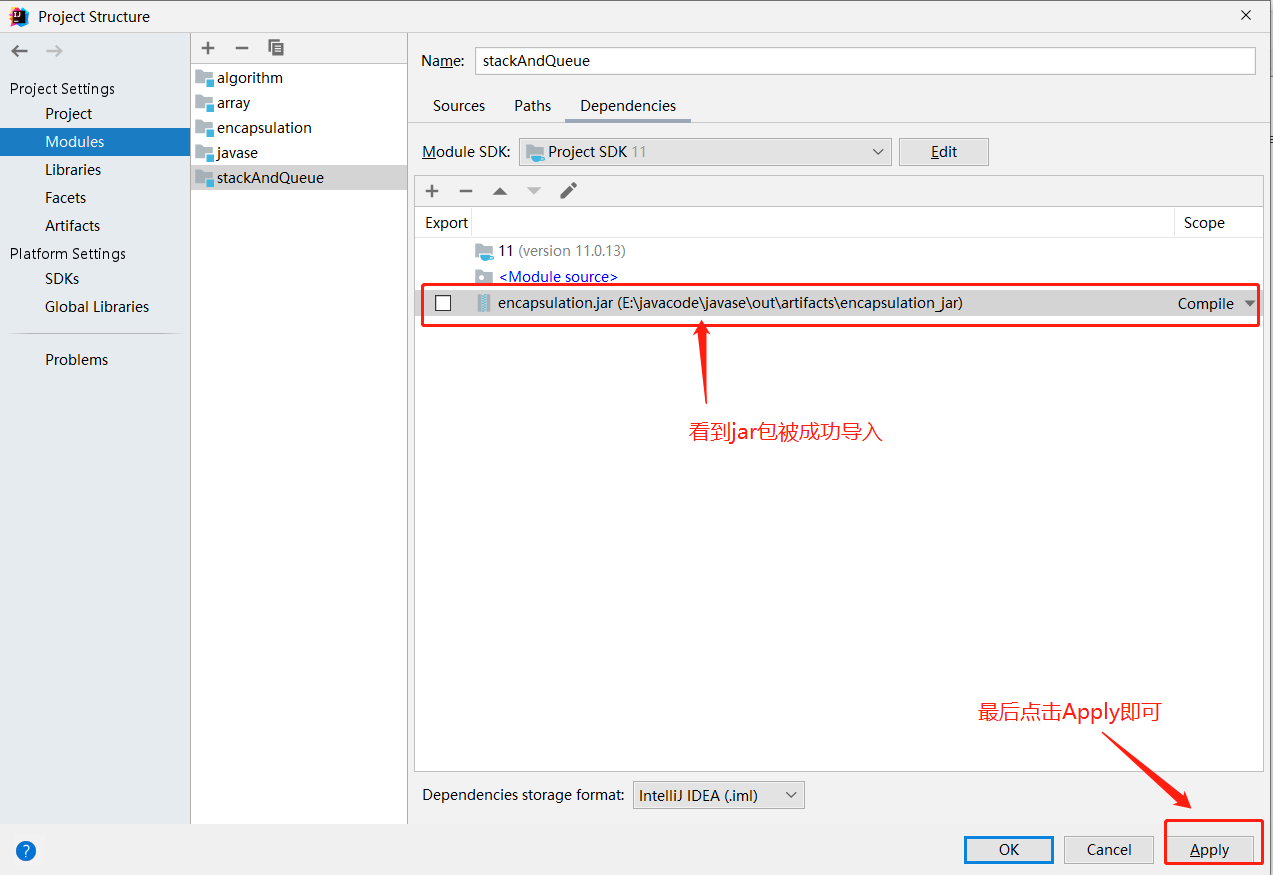 Project Structure
Project Settings
Project
Modules
Libraries
Facets
Artifacts
Platform Settings
SDKs
Global Libraries
Problems
algorithm
array
encapsulation
javase
stackAndQueue
Name: stackAndQueue
Sources Paths Dependencies
Module SDK: Project SDK 11 Edit
Export Scope
11 (version 11.0.13)
<Module source>
encapsulation.jar (E:\javacode\javase\out\artifacts\encapsulation_jar) Compile
看到jar包被成功导入
最后点击Apply即可
Dependencies storage format: IntelliJ IDEA (.iml)
? OK Cancel Apply